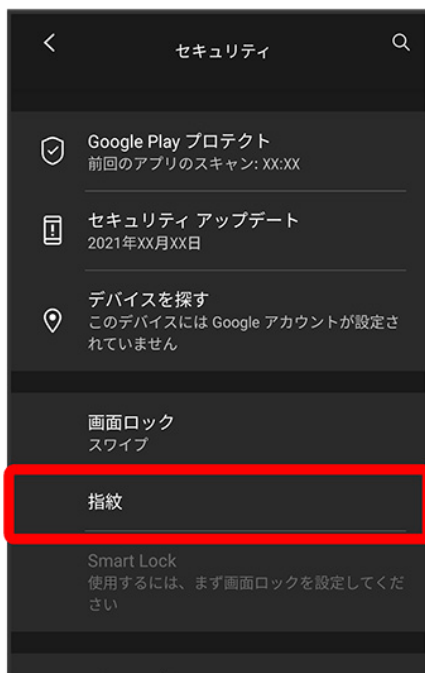 セキュリティ
Google Play プロテクト
前回のアプリのスキャン: XX:XX
セキュリティ アップデート
2021年XX月XX日
デバイスを探す
このデバイスには Google アカウントが設定さ
れていません
画面ロック
スワイプ
指紋
Smart Lock
使用するには、まず画面ロックを設定してくだ
さい